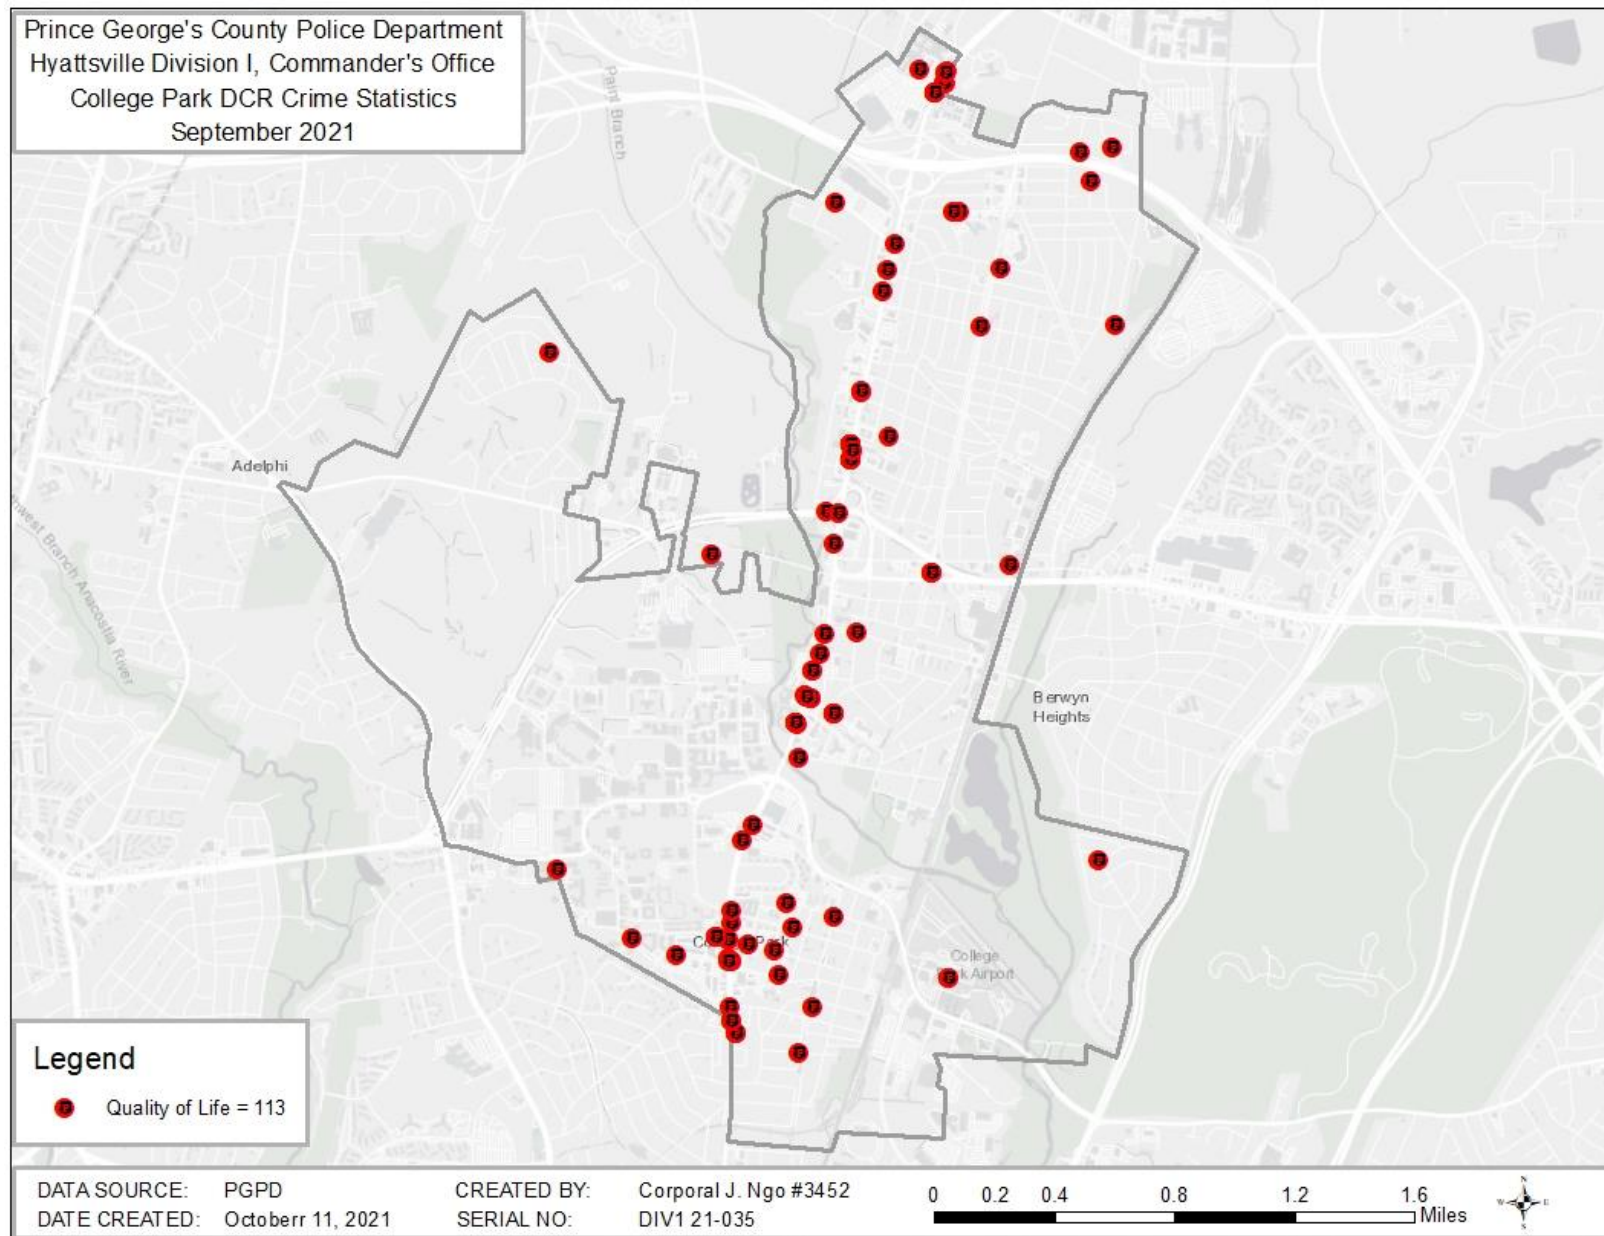 Prince George's County Police Department
Hyattsville Division I, Commander's Office
College Park DCR Crime Statistics
September 2021
Paint Branch
Adelphi
Branch Anacostia River
Berwyn
Heights
College
Airport
Legend
Quality of Life = 113
DATA SOURCE: PGPD
DATE CREATED: Octoberr 11, 2021
CREATED BY: Corporal J. Ngo #3452
SERIAL NO: DIV1 21-035
0 0.2 0.4 0.8 1.2 1.6
Miles
N
W E
S